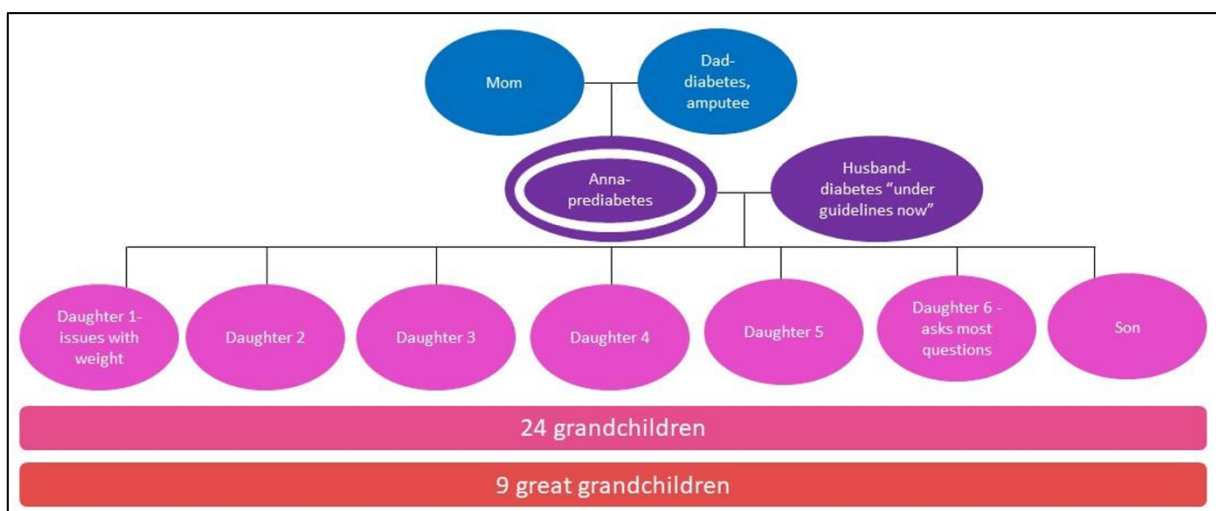 Mom
Dad-
diabetes,
amputee
Anna-
prediabetes
Husband-
diabetes “under
guidelines now”
Daughter 1-
issues with
weight
Daughter 2
Daughter 3
Daughter 4
Daughter 5
Daughter 6 -
asks most
questions
Son
24 grandchildren
9 great grandchildren